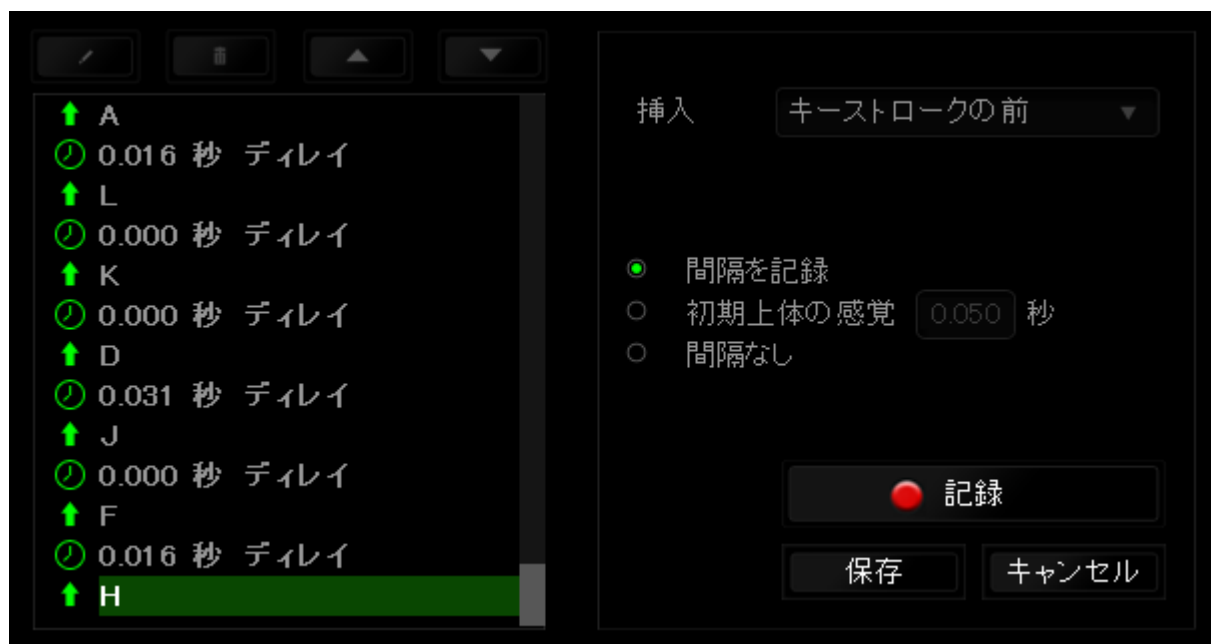 A
0.016 秒 ディレイ
L
0.000 秒 ディレイ
K
0.000 秒 ディレイ
D
0.031 秒 ディレイ
J
0.000 秒 ディレイ
F
0.016 秒 ディレイ
H
挿入 キーストロークの前
間隔を記録
初期上体の感覚 0.050 秒
間隔なし
記録
保存 キャンセル